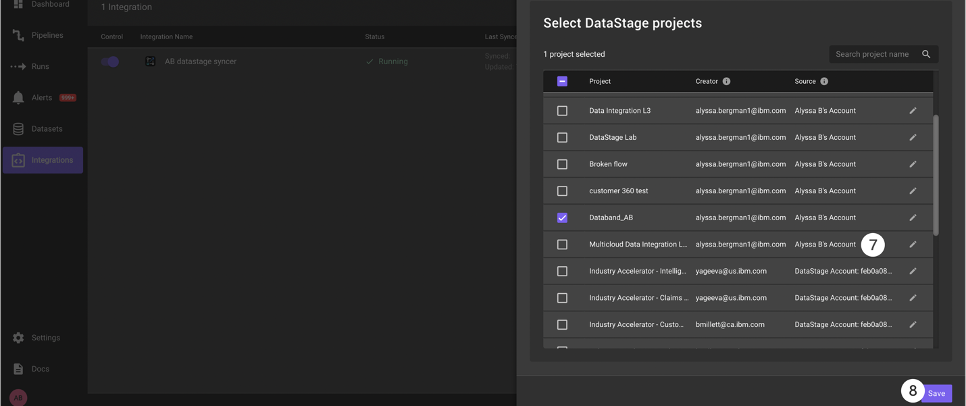 Dashboard
Pipelines
Runs
Alerts 999+
Datasets
Integrations
Settings
Docs
AB
1 Integration
Control Integration Name Status Last Sync
AB datastage syncer Running Synced
Updated
Select DataStage projects
1 project selected Search project name
Project Creator Source
Data Integration L3 alyssa.bergman1@ibm.com Alyssa B's Account
DataStage Lab alyssa.bergman1@ibm.com Alyssa B's Account
Broken flow alyssa.bergman1@ibm.com Alyssa B's Account
customer 360 test alyssa.bergman1@ibm.com Alyssa B's Account
Databand_AB alyssa.bergman1@ibm.com Alyssa B's Account
Multicloud Data Integration L... alyssa.bergman1@ibm.com Alyssa B's Account 7
Industry Accelerator - Intellig... yageeva@us.ibm.com DataStage Account: feb0a08...
Industry Accelerator - Claims ... yageeva@us.ibm.com DataStage Account: feb0a08...
Industry Accelerator - Custo... bmillett@ca.ibm.com DataStage Account: feb0a08...
8 Save